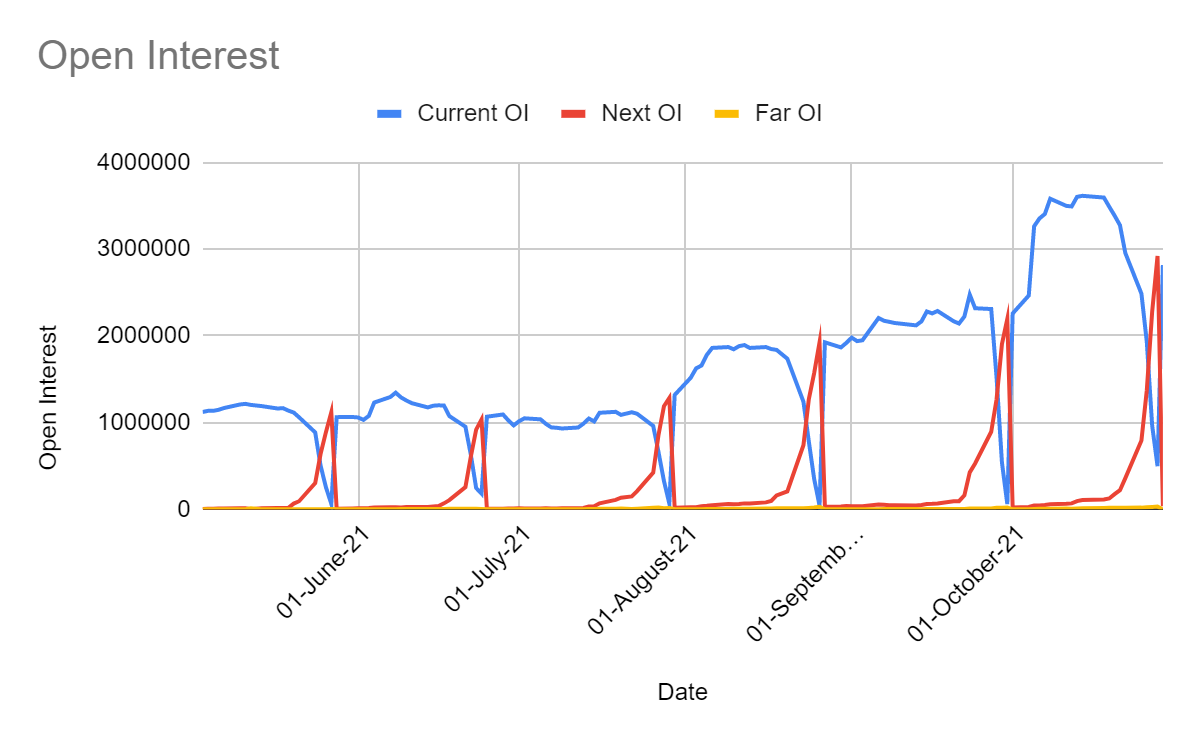 Open Interest
Current OI Next OI Far OI
4000000
3000000
2000000
1000000
0
Open Interest
01-June-21
01-July-21
01-August-21
01-Septemb…
01-October-21
Date